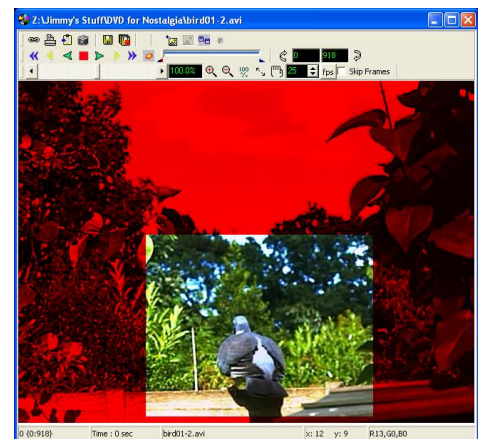 Z:\Jimmy's Stuff\DVD for Nostalgia\bird01-2.avi
0 918
100.0% 100% 25 fps Skip Frames
0 {0:918} Time : 0 sec bird01-2.avi x: 12 y: 9 R13,G0,B0